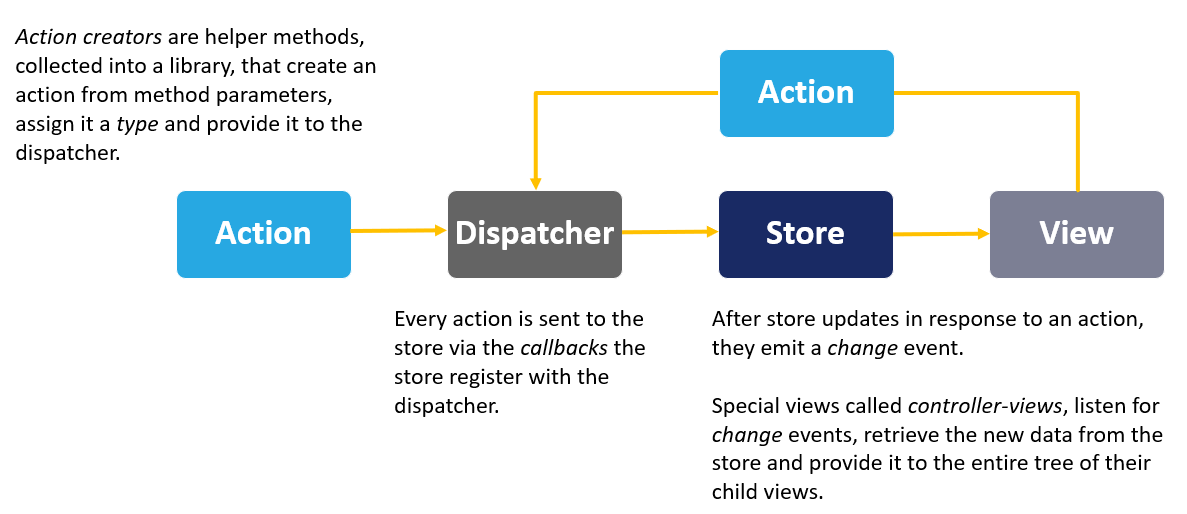 Action creators are helper methods,
collected into a library, that create an
action from method parameters,
assign it a type and provide it to the
dispatcher.
Action
Action
Dispatcher
Store
View
Every action is sent to the
store via the callbacks the
store register with the
dispatcher.
After store updates in response to an action,
they emit a change event.
Special views called controller-views, listen for
change events, retrieve the new data from the
store and provide it to the entire tree of their
child views.